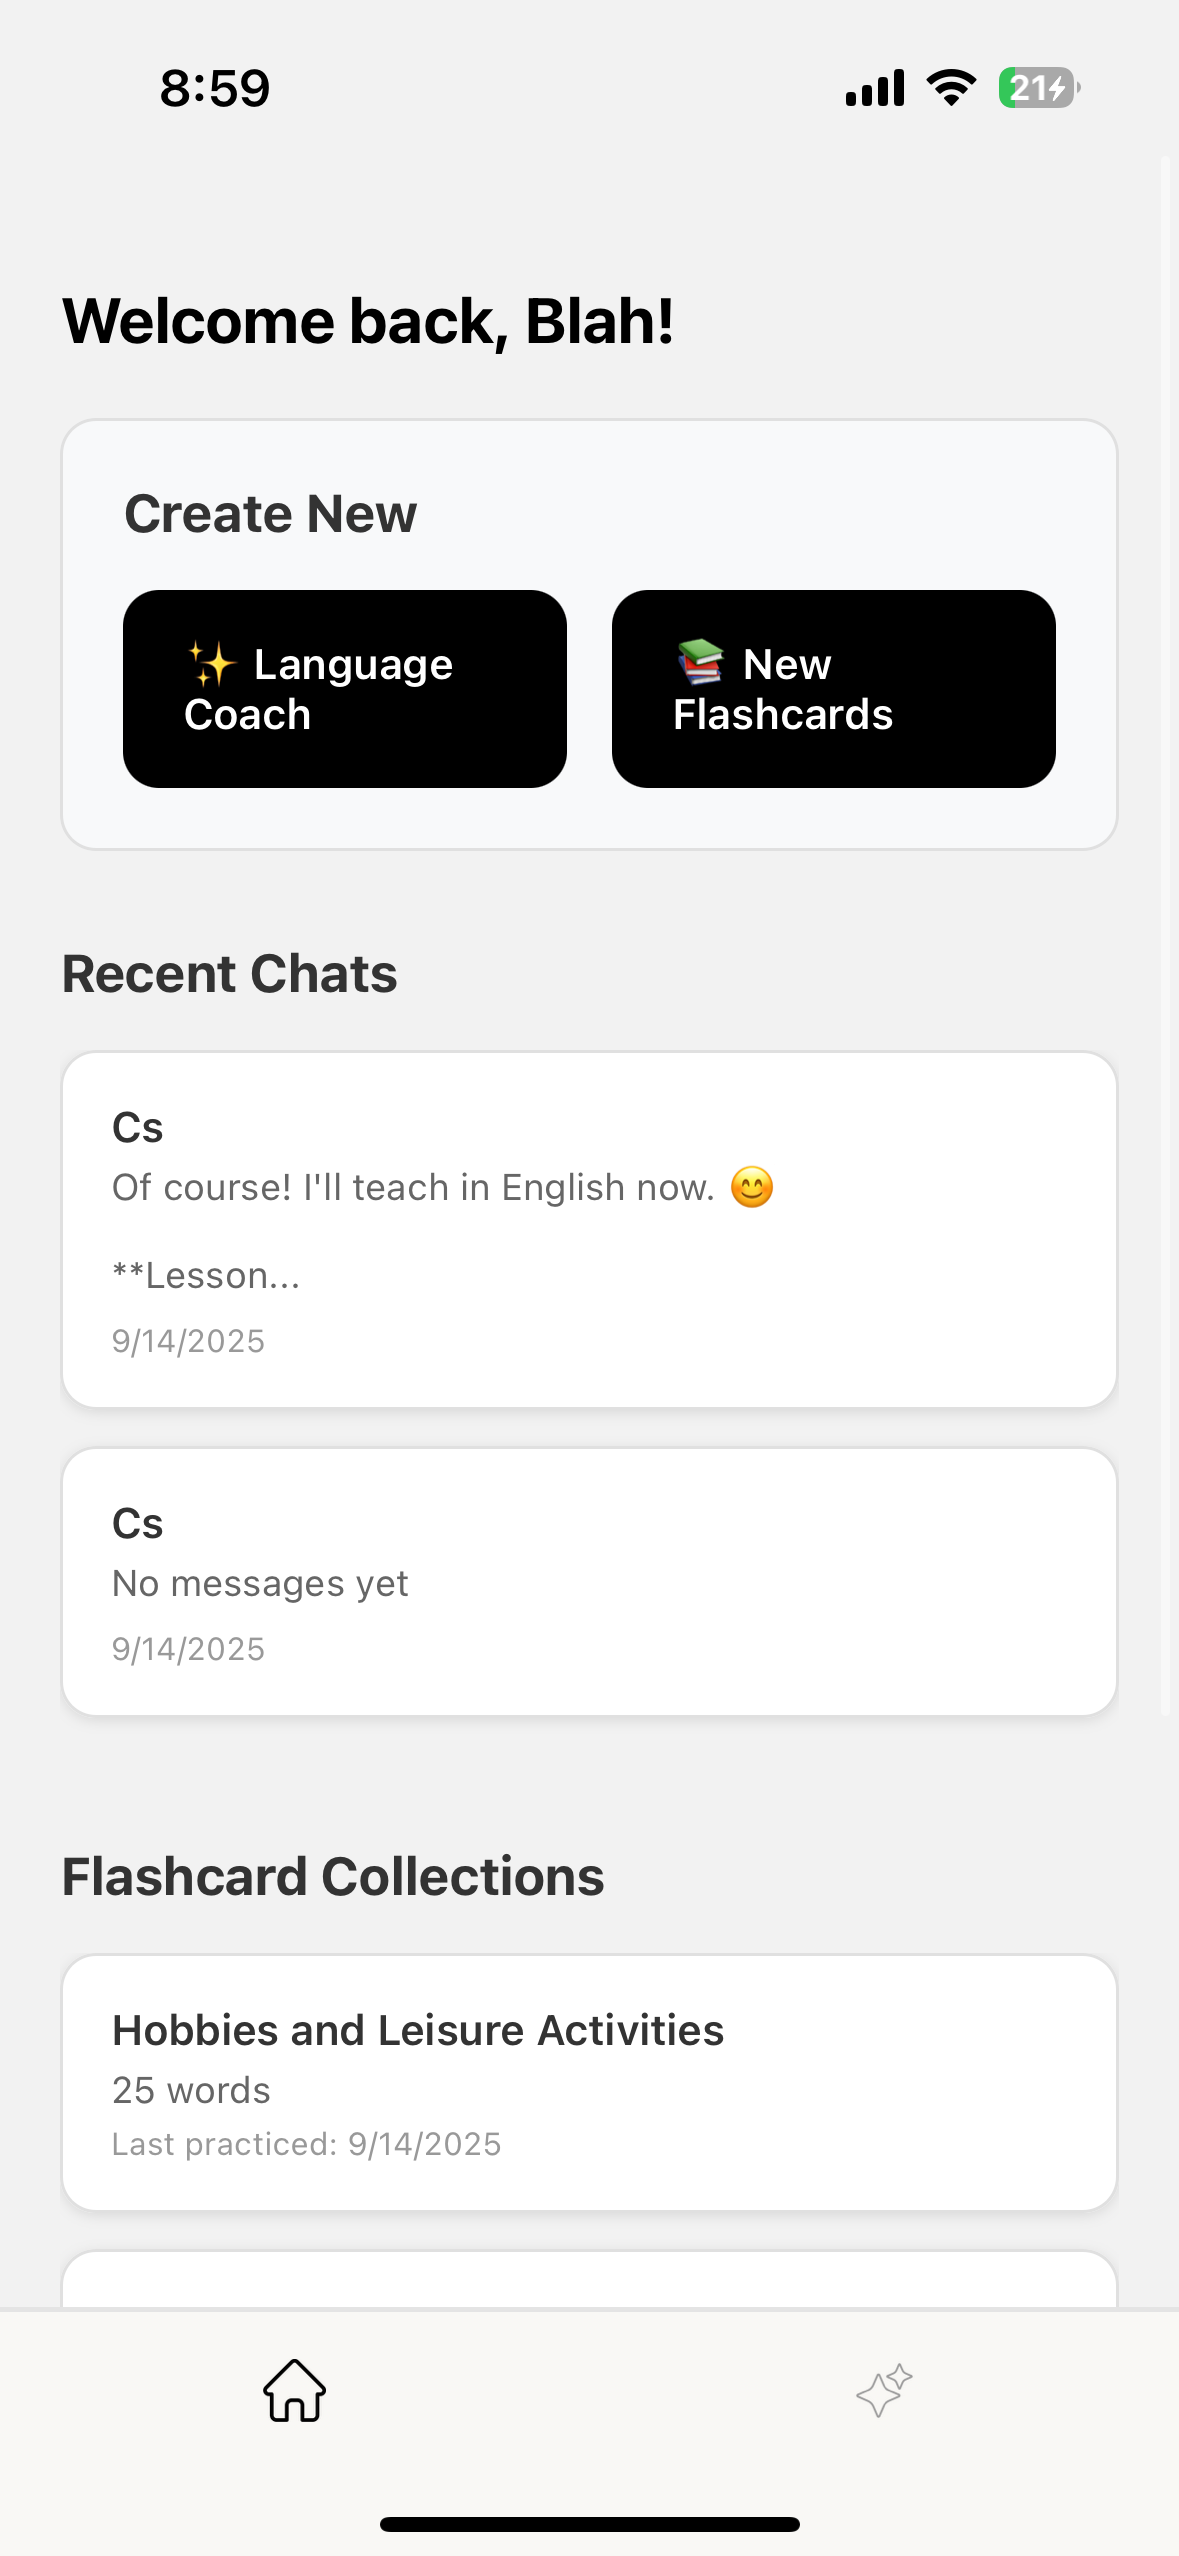 8:59
21
Welcome back, Blah!
Create New
✨ Language
Coach
📚 New
Flashcards
Recent Chats
Cs
Of course! I'll teach in English now. 😊
**Lesson...
9/14/2025
Cs
No messages yet
9/14/2025
Flashcard Collections
Hobbies and Leisure Activities
25 words
Last practiced: 9/14/2025